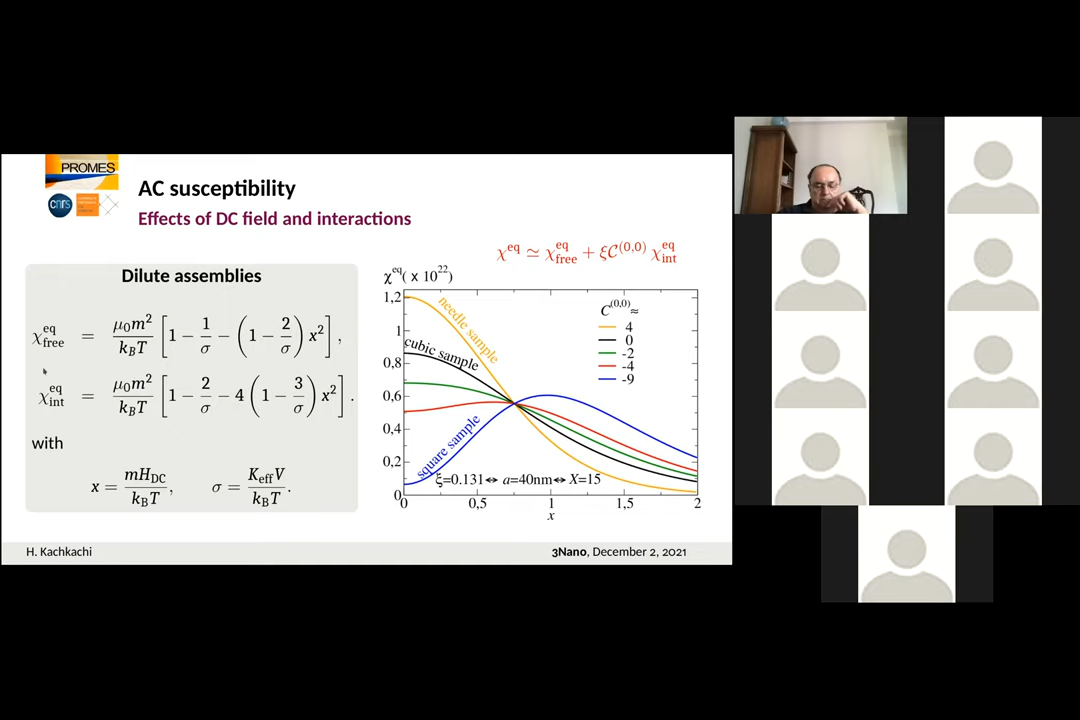 PROMES
cnrs
AC susceptibility
Effects of DC field and interactions
χ^eq ≃ χ^eq_free + ξC^(0,0) χ^eq_int
Dilute assemblies
χ^eq_free = μ₀m²/k_BT [1 − 1/σ − (1 − 2/σ) x²],
χ^eq_int = μ₀m²/k_BT [1 − 2/σ − 4 (1 − 3/σ) x²].
with
x = mH_DC/k_BT, σ = K_eff V/k_BT.
χ^eq( x 10^22)
1,2
1
0,8
0,6
0,4
0,2
0
0 0,5 1 1,5 2
x
needle sample
cubic sample
square sample
C^(0,0) ≈
4
0
-2
-4
-9
ξ=0.131⇔ a=40nm⇔ X=15
H. Kachkachi
3Nano, December 2, 2021